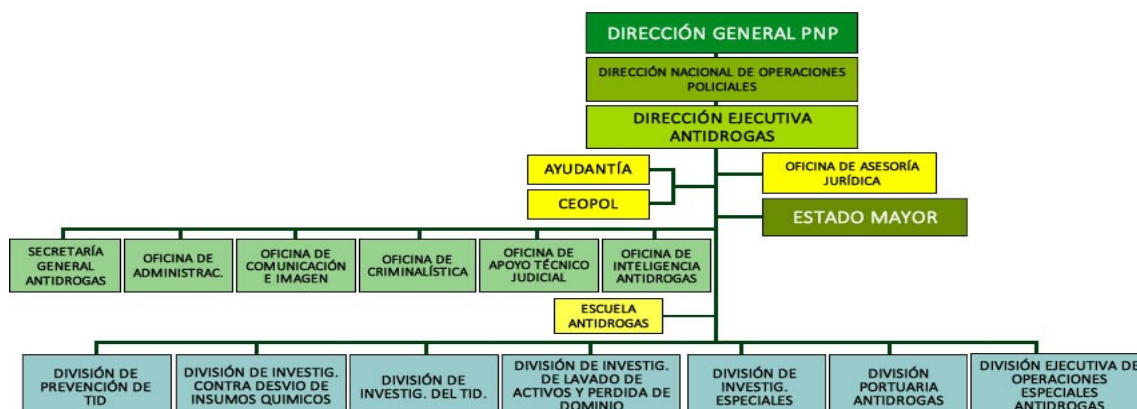 DIRECCIÓN GENERAL PNP
DIRECCIÓN NACIONAL DE OPERACIONES
POLICIALES
DIRECCIÓN EJECUTIVA
ANTIDROGAS
AYUDANTÍA
OFICINA DE ASESORÍA
JURÍDICA
CEOPOL
ESTADO MAYOR
SECRETARÍA
GENERAL
ANTIDROGAS
OFICINA DE
ADMINISTRAC.
OFICINA DE
COMUNICACIÓN
E IMAGEN
OFICINA DE
CRIMINALÍSTICA
OFICINA DE
APOYO TÉCNICO
JUDICIAL
OFICINA DE
INTELIGENCIA
ANTIDROGAS
ESCUELA
ANTIDROGAS
DIVISIÓN DE
PREVENCIÓN DE
TID
DIVISIÓN DE INVESTIG.
CONTRA DESVIO DE
INSUMOS QUIMICOS
DIVISIÓN DE
INVESTIG. DEL TID.
DIVISIÓN DE INVESTIG.
DE LAVADO DE
ACTIVOS Y PERDIDA DE
DOMINIO
DIVISIÓN DE
INVESTIG.
ESPECIALES
DIVISIÓN
PORTUARIA
ANTIDROGAS
DIVISIÓN EJECUTIVA DE
OPERACIONES
ESPECIALES
ANTIDROGAS